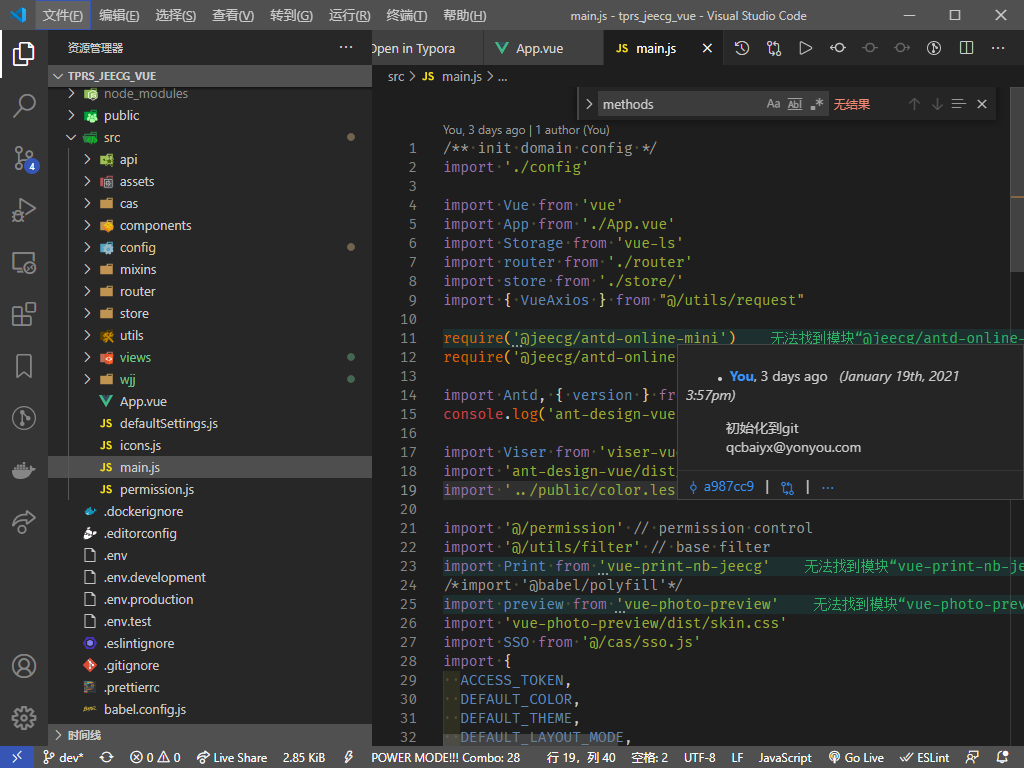 文件(F) 编辑(E) 选择(S) 查看(V) 转到(G) 运行(R) 终端(T) 帮助(H) main.js - tprs_jeecg_vue - Visual Studio Code
资源管理器
Open in Typora App.vue JS main.js
TPRS_JEECG_VUE
src > JS main.js > ...
node_modules
public
src
api
assets
cas
components
config
mixins
router
store
utils
views
wjj
App.vue
JS defaultSettings.js
JS icons.js
JS main.js
JS permission.js
.dockerignore
.editorconfig
.env
.env.development
.env.production
.env.test
.eslintignore
.gitignore
.prettierrc
babel.config.js
时间线
4
methods Aa Abl .* 无结果
You, 3 days ago | 1 author (You)
1 /** init domain config */
2 import './config'
3
4 import Vue from 'vue'
5 import App from './App.vue'
6 import Storage from 'vue-ls'
7 import router from './router'
8 import store from './store/'
9 import { VueAxios } from "@/utils/request"
10
11 require('@jeecg/antd-online-mini') 无法找到模块“@jeecg/antd-online-
12 require('@jeecg/antd-online
13
14 import Antd, { version } fr
15 console.log('ant-design-vue
16
17 import Viser from 'viser-vu
18 import 'ant-design-vue/dist
19 import '../public/color.les
20
21 import '@/permission' // permission control
22 import '@/utils/filter' // base filter
23 import Print from 'vue-print-nb-jeecg' 无法找到模块“vue-print-nb-je
24 /*import '@babel/polyfill'*/
25 import preview from 'vue-photo-preview' 无法找到模块“vue-photo-prev
26 import 'vue-photo-preview/dist/skin.css'
27 import SSO from '@/cas/sso.js'
28 import {
29 ACCESS_TOKEN,
30 DEFAULT_COLOR,
31 DEFAULT_THEME,
32 DEFAULT_LAYOUT_MODE,
You, 3 days ago (January 19th, 2021
3:57pm)
初始化到git
qcbaiyx@yonyou.com
a987cc9 | | ...
dev* 0 0 Live Share 2.85 KiB POWER MODE!!! Combo: 28 行 19，列 40 空格: 2 UTF-8 LF JavaScript Go Live ESLint